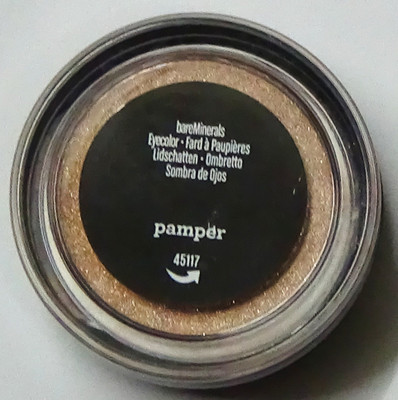 bareMinerals
Eyecolor • Fard à Paupières
Lidschatten • Ombretto
Sombra de Ojos
pamper
45117